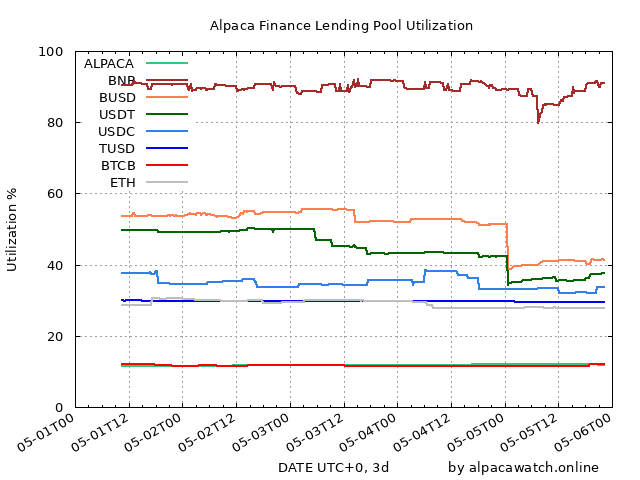 Alpaca Finance Lending Pool Utilization
100
80
60
40
20
0
Utilization %
ALPACA
BNB
BUSD
USDT
USDC
TUSD
BTCB
ETH
05-01T00
05-01T12
05-02T00
05-02T12
05-03T00
05-03T12
05-04T00
05-04T12
05-05T00
05-05T12
05-06T00
DATE UTC+0, 3d
by alpacawatch.online